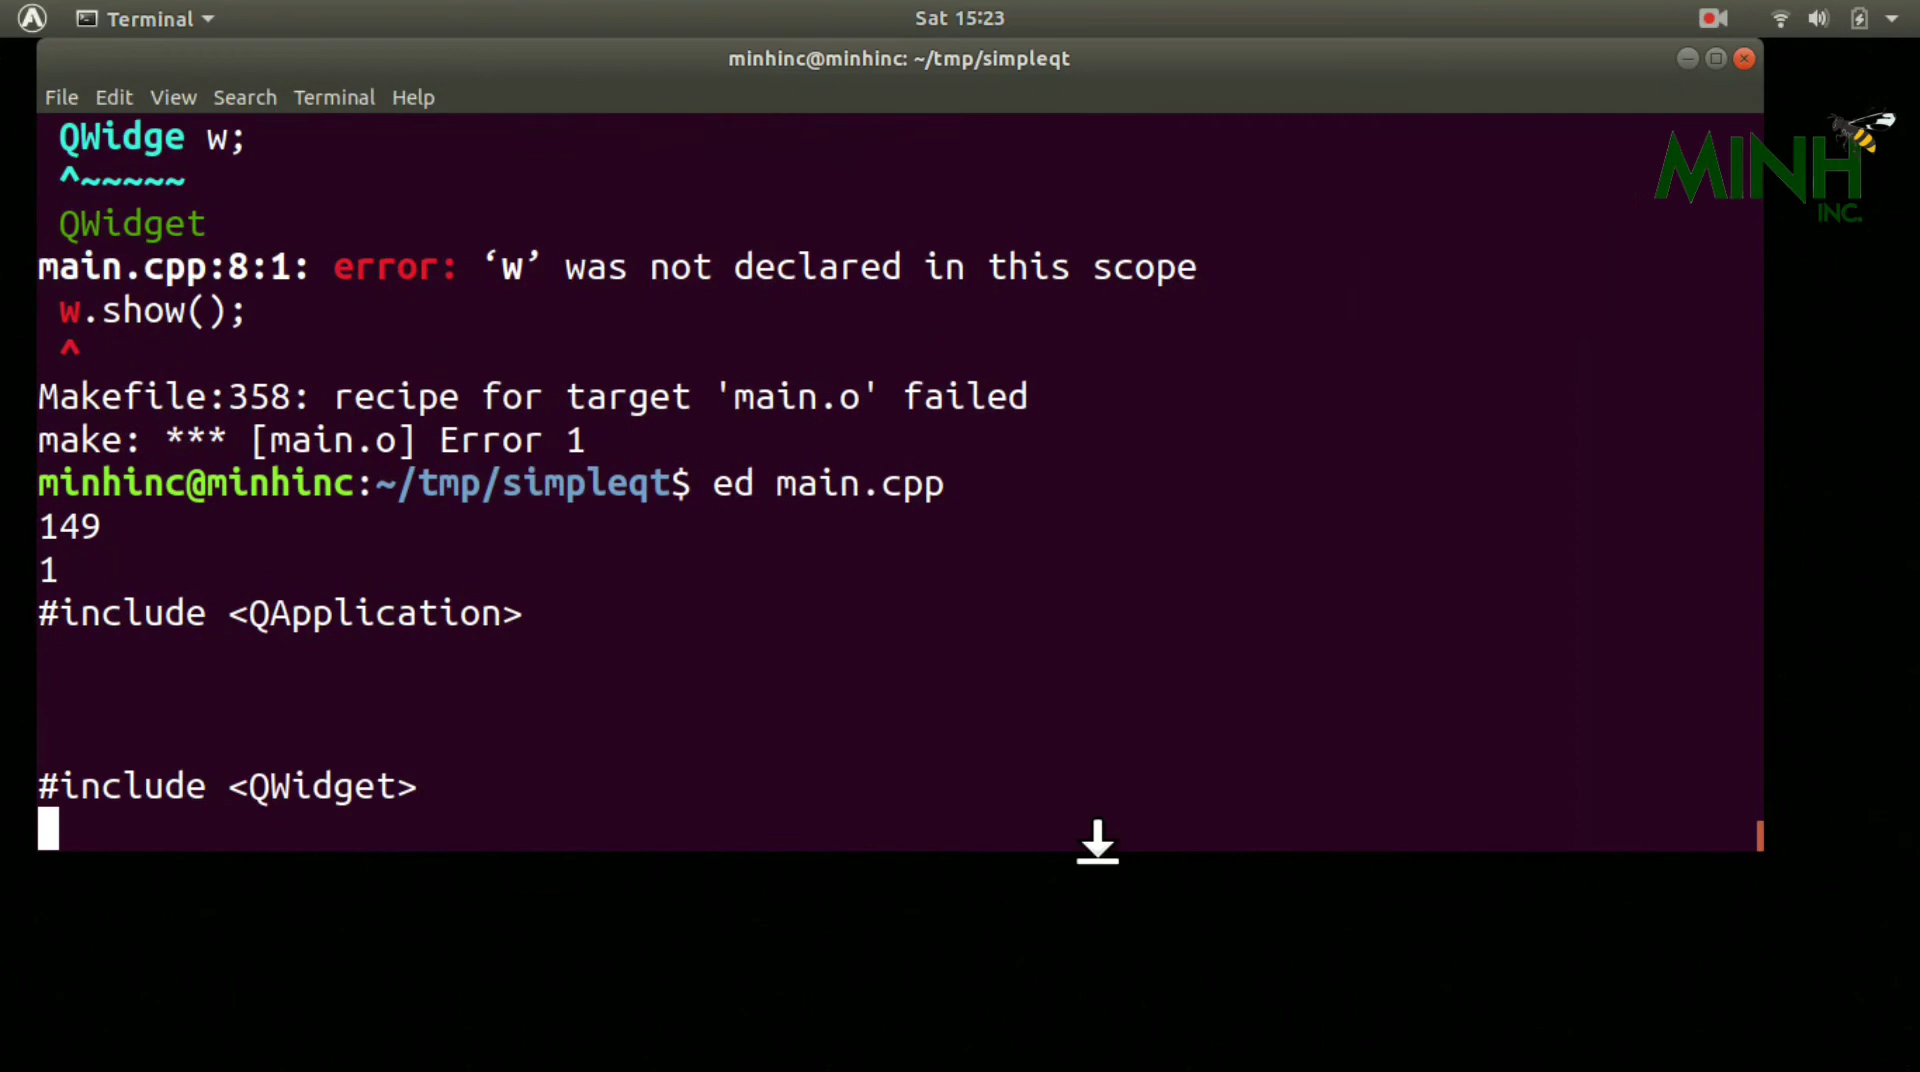 Terminal
Sat 15:23
minhinc@minhinc: ~/tmp/simpleqt
File Edit View Search Terminal Help
QWidge w;
^~~~~~
QWidget
main.cpp:8:1: error: ‘w’ was not declared in this scope
w.show();
^
Makefile:358: recipe for target 'main.o' failed
make: *** [main.o] Error 1
minhinc@minhinc:~/tmp/simpleqt$ ed main.cpp
149
1
#include <QApplication>
#include <QWidget>
MINH
INC.